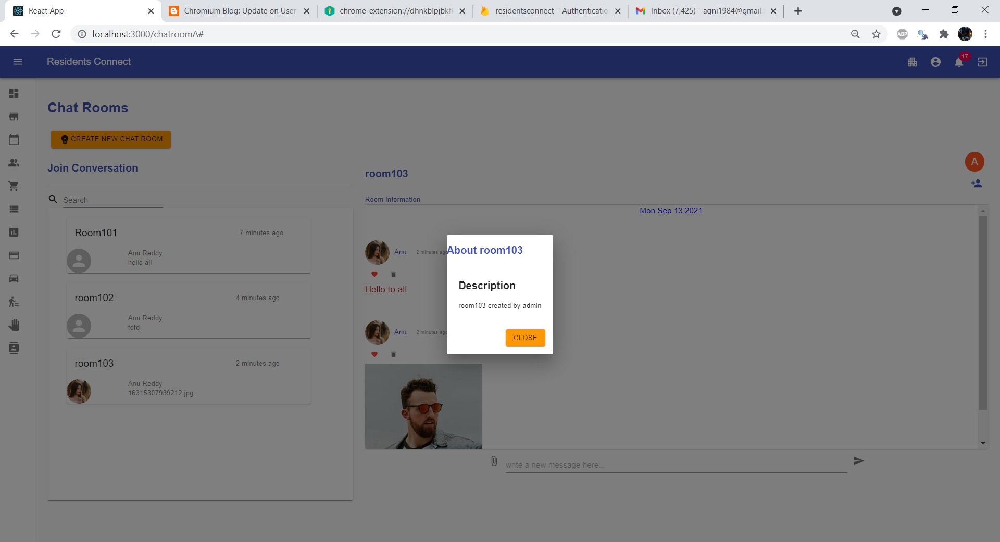 React App
Chromium Blog: Update on User-
chrome-extension://dhnkblpjbkfk
residentsconnect – Authenticatio
Inbox (7,425) - agni1984@gmail.c
localhost:3000/chatroomA#
ABP
Residents Connect
17
Chat Rooms
CREATE NEW CHAT ROOM
A
Join Conversation
room103
Search
Room Information
Mon Sep 13 2021
Room101
7 minutes ago
Anu Reddy
hello all
room102
4 minutes ago
Anu Reddy
fdfd
room103
2 minutes ago
Anu Reddy
16315307939212.jpg
Anu
2 minutes ago
Hello to all
Anu
2 minutes ago
About room103
Description
room103 created by admin
CLOSE
write a new message here...